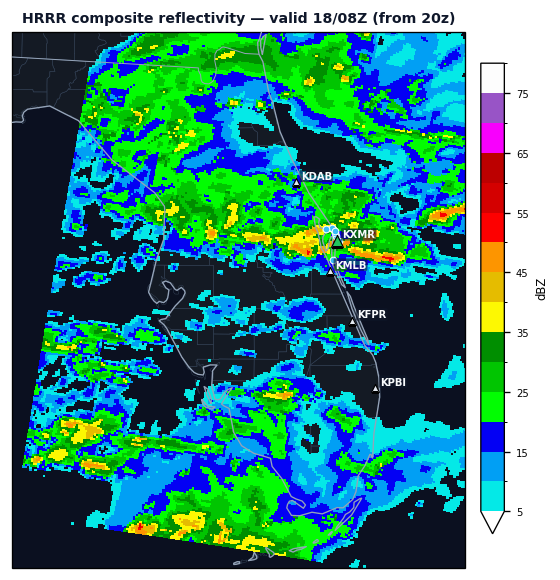 HRRR composite reflectivity — valid 18/08Z (from 20z)
KDAB
KXMR
KMLB
KFPR
KPBI
75
65
55
45
35
25
15
5
dBZ